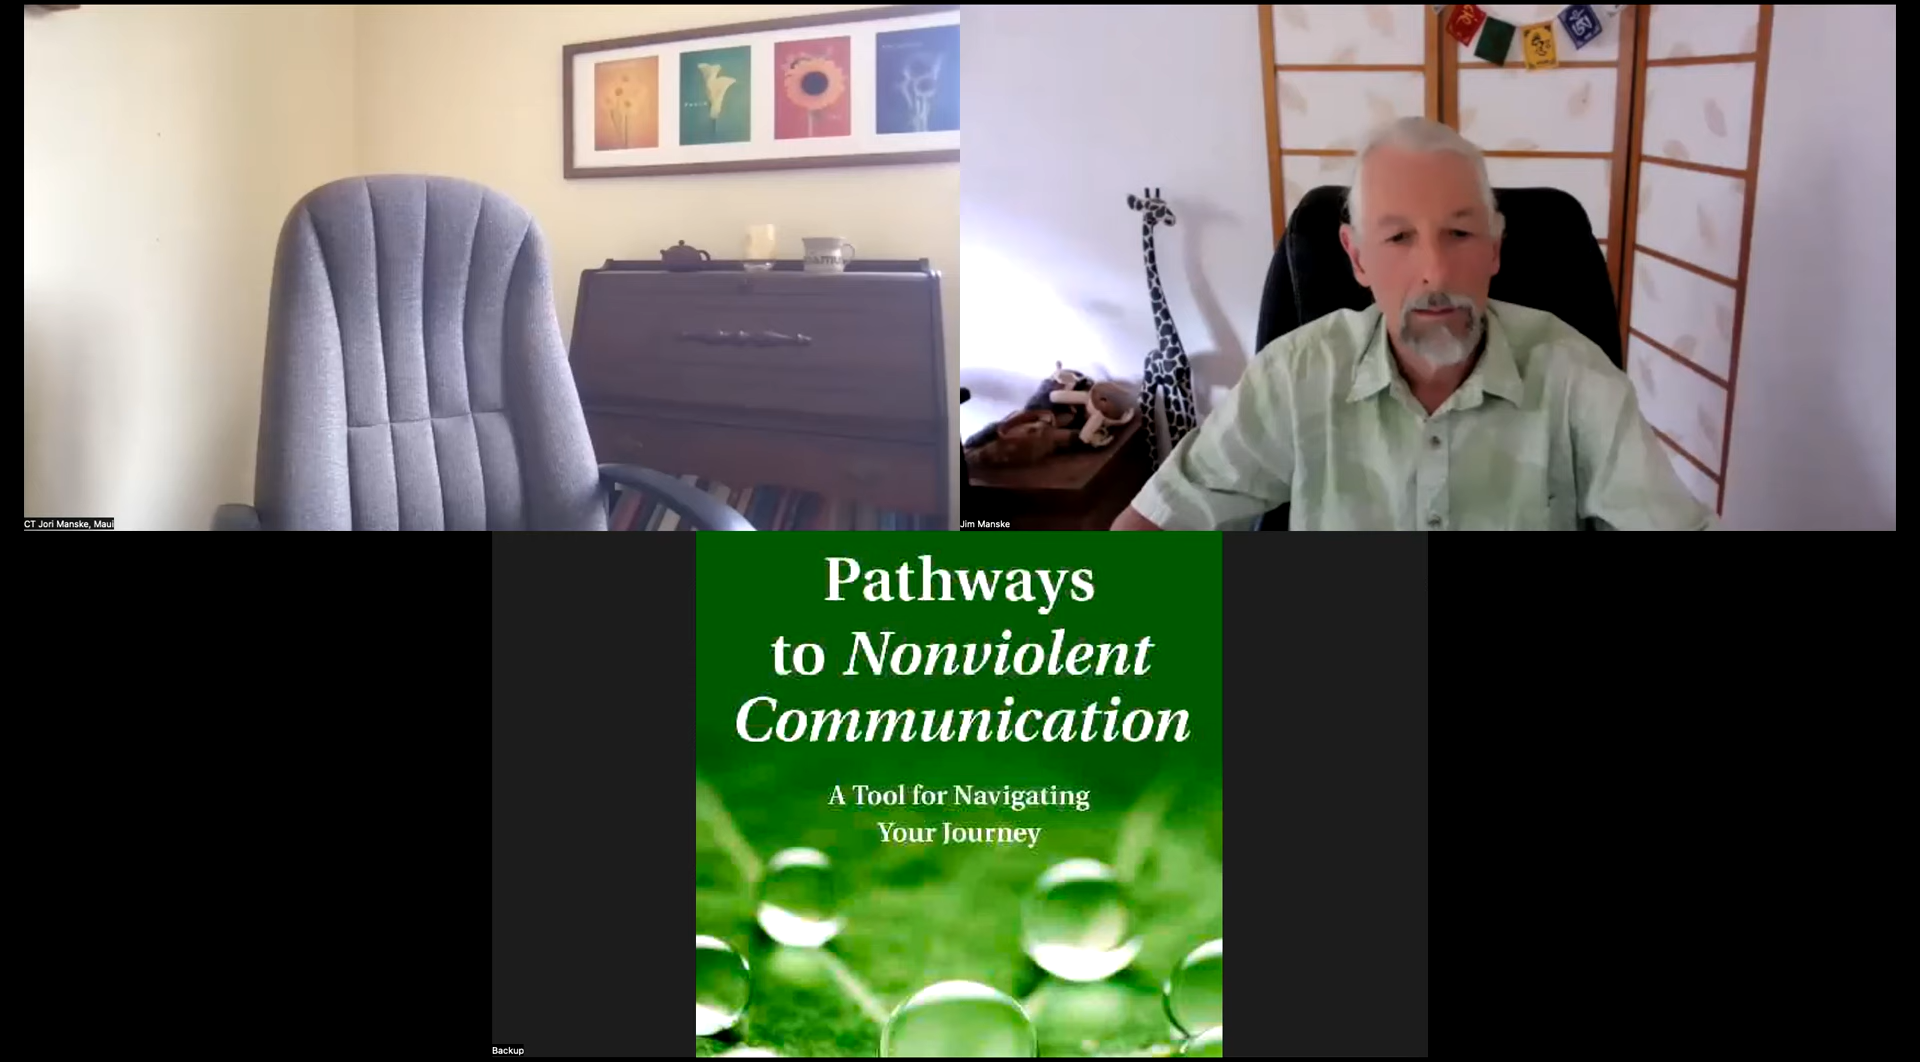 CT Jori Manske, Maui
Jim Manske
Pathways
to Nonviolent
Communication
A Tool for Navigating
Your Journey
Backup